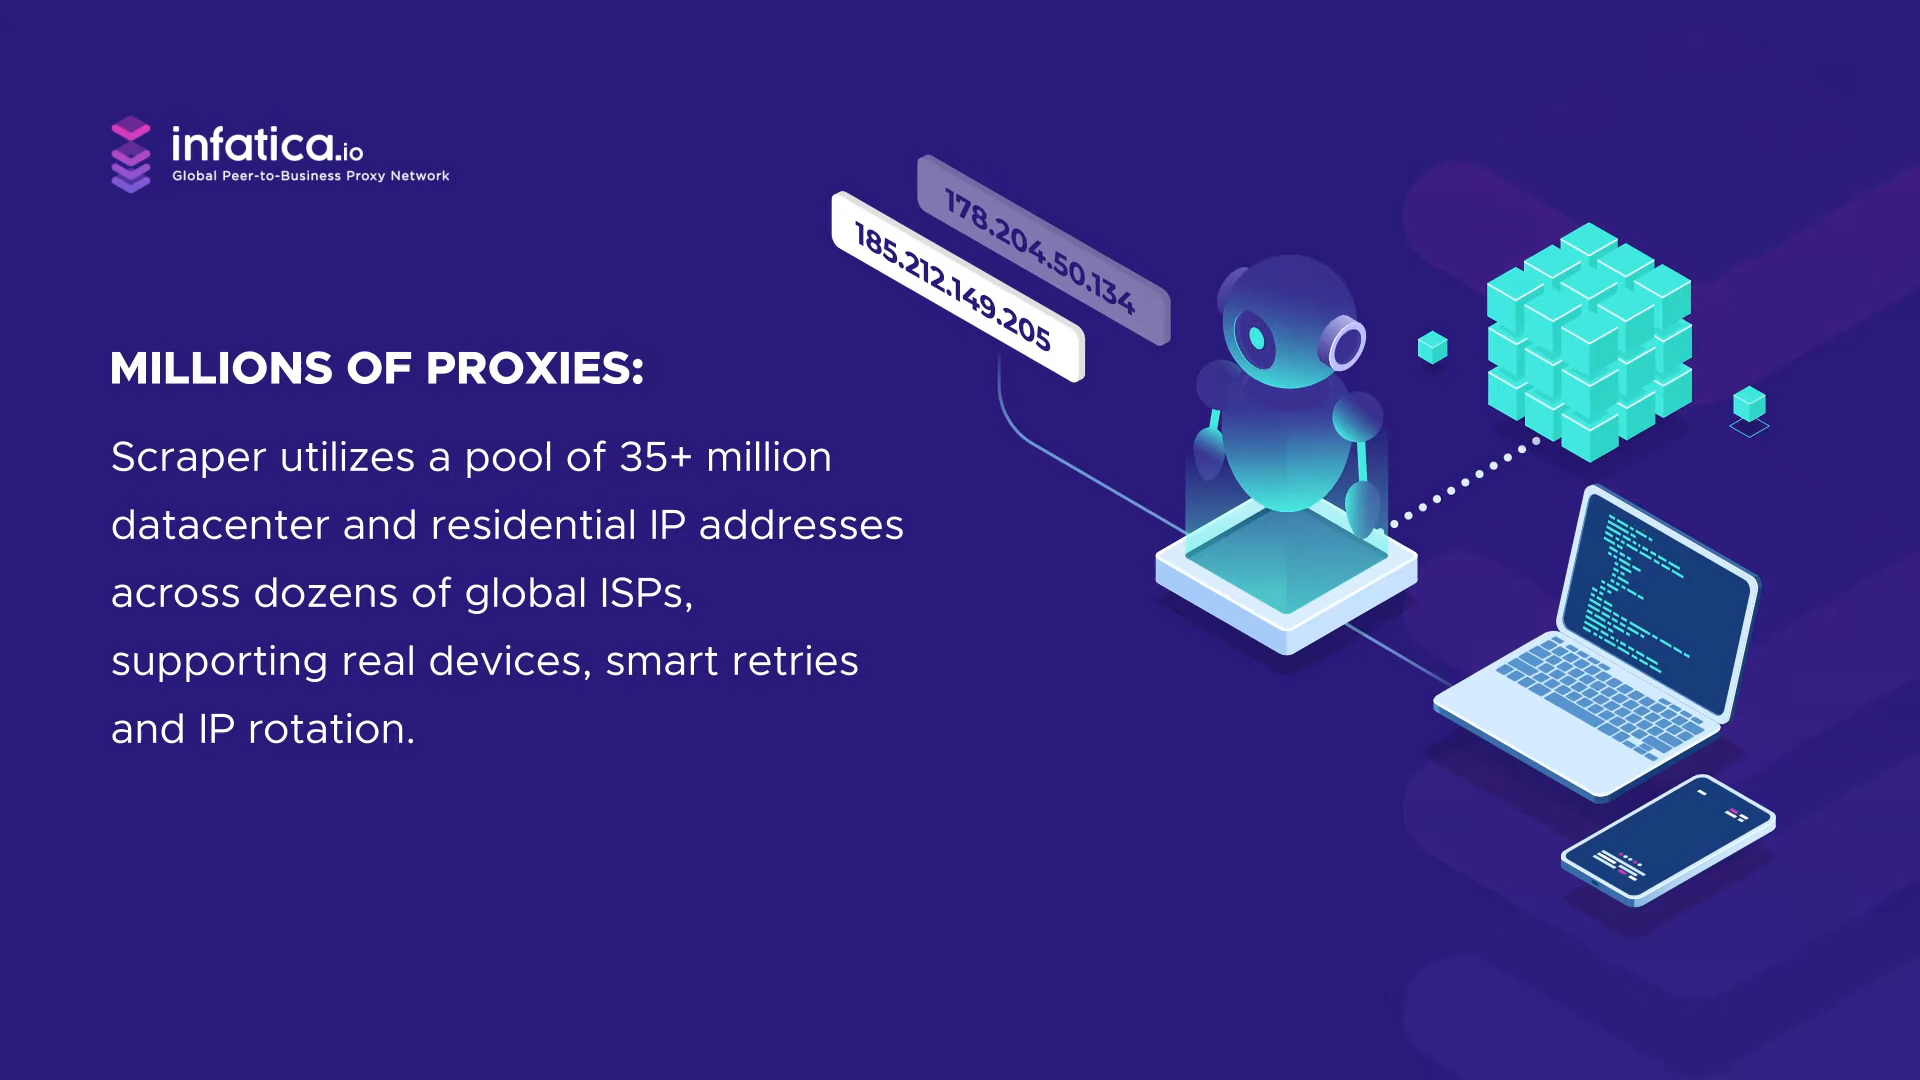 infatica.io
Global Peer-to-Business Proxy Network
178.204.50.134
185.212.149.205
MILLIONS OF PROXIES:
Scraper utilizes a pool of 35+ million
datacenter and residential IP addresses
across dozens of global ISPs,
supporting real devices, smart retries
and IP rotation.